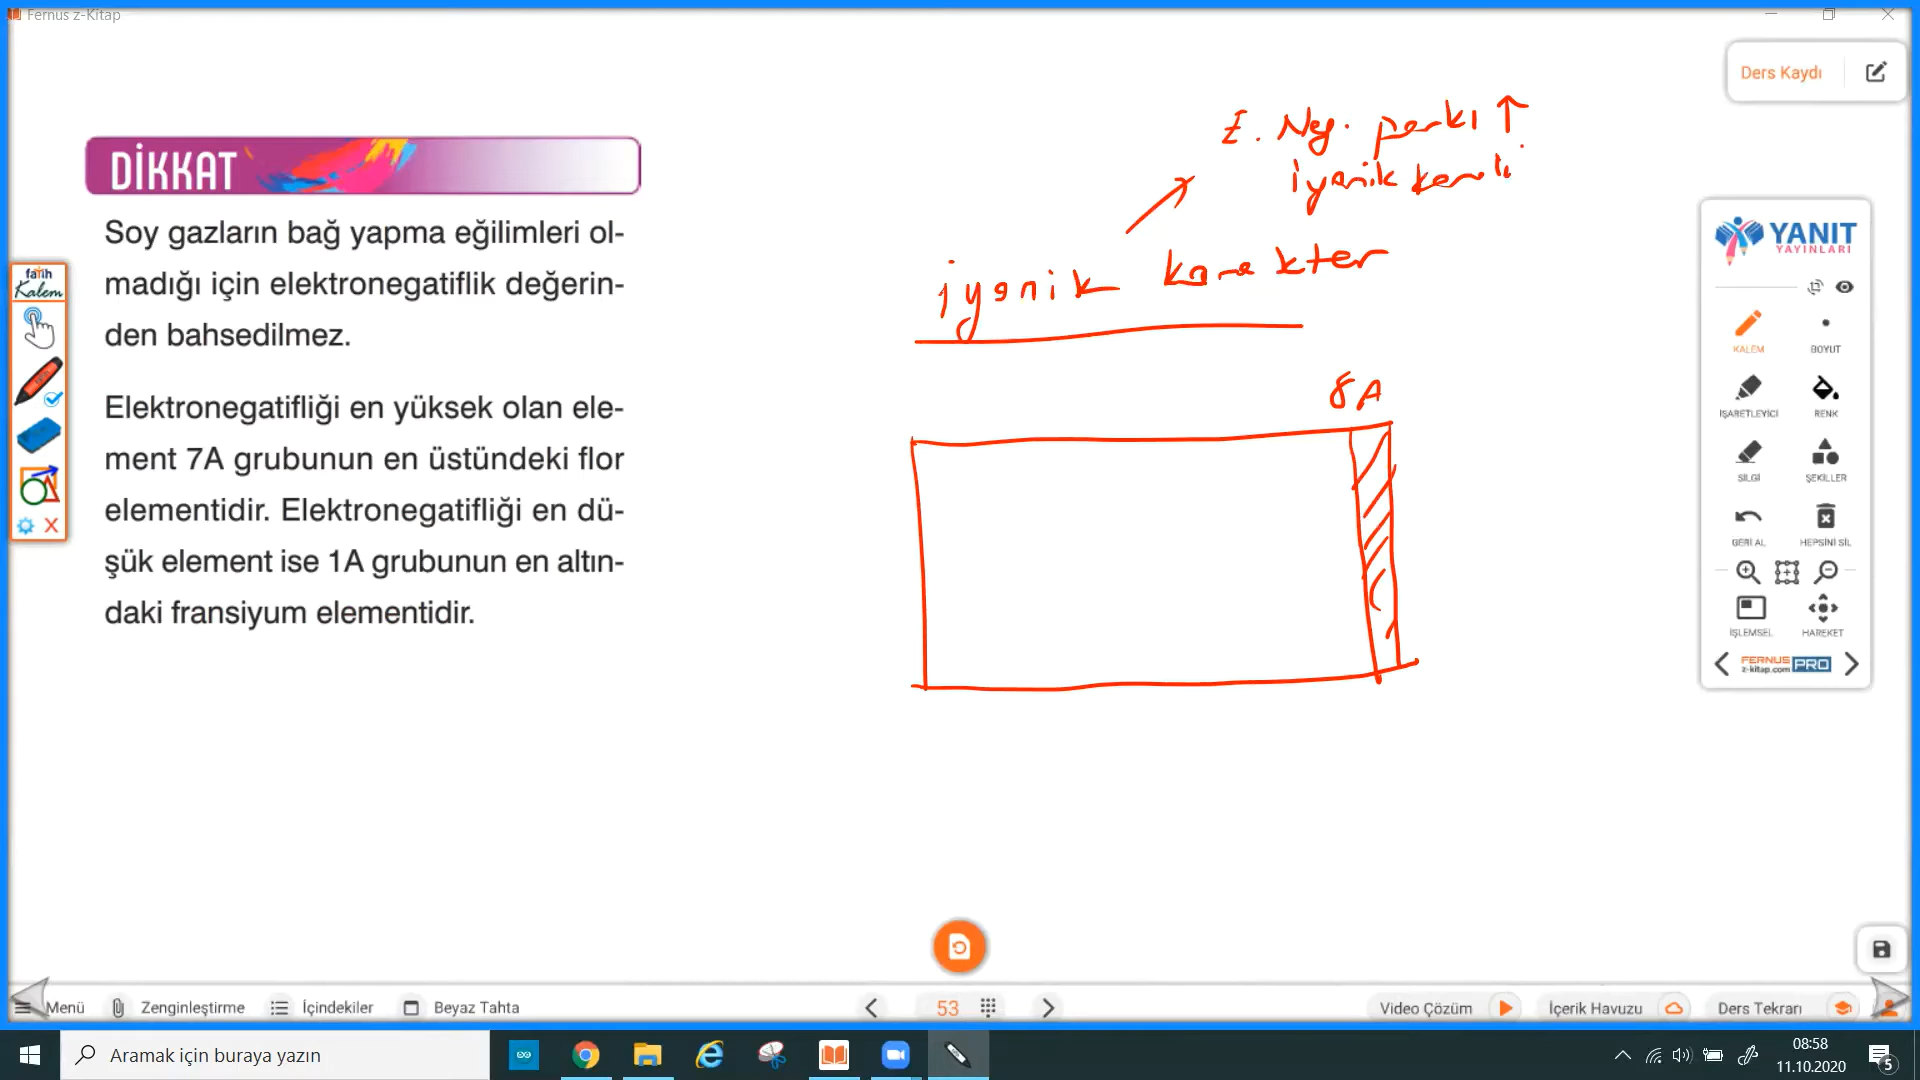 Fernus z-Kitap
Ders Kaydı
E. Neg. farkı ↑
iyonik
iyonik karakter
DİKKAT
Soy gazların bağ yapma eğilimleri ol-
madığı için elektronegatiflik değerin-
den bahsedilmez.
Elektronegatifliği en yüksek olan ele-
ment 7A grubunun en üstündeki flor
elementidir. Elektronegatifliği en dü-
şük element ise 1A grubunun en altın-
daki fransiyum elementidir.
8A
fatih
Kalem
YANIT
YAYINLARI
KALEM BOYUT
İŞARETLEYİCİ RENK
SİLGİ ŞEKİLLER
GERİ AL HEPSİNİ SİL
İŞLEMSEL HAREKET
FERNUS
z-kitap.com PRO
Menü Zenginleştirme İçindekiler Beyaz Tahta 53 Video Çözüm İçerik Havuzu Ders Tekrarı
Aramak için buraya yazın
08:58
11.10.2020
5